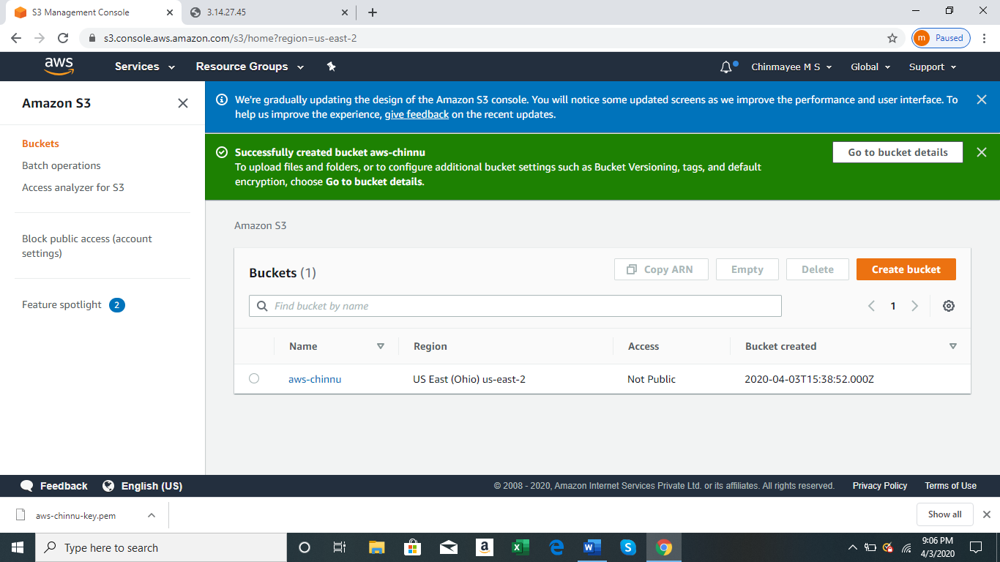 S3 Management Console
3.14.27.45
s3.console.aws.amazon.com/s3/home?region=us-east-2
m Paused
aws Services Resource Groups Chinmayee M S Global Support
Amazon S3
Buckets
Batch operations
Access analyzer for S3
Block public access (account
settings)
Feature spotlight 2
We're gradually updating the design of the Amazon S3 console. You will notice some updated screens as we improve the performance and user interface. To
help us improve the experience, give feedback on the recent updates.
Successfully created bucket aws-chinnu
To upload files and folders, or to configure additional bucket settings such as Bucket Versioning, tags, and default
encryption, choose Go to bucket details.
Go to bucket details
Amazon S3
Buckets (1)
Copy ARN Empty Delete Create bucket
Find bucket by name
1
Name Region Access Bucket created
aws-chinnu US East (Ohio) us-east-2 Not Public 2020-04-03T15:38:52.000Z
Feedback English (US) © 2008 - 2020, Amazon Internet Services Private Ltd. or its affiliates. All rights reserved. Privacy Policy Terms of Use
aws-chinnu-key.pem Show all
Type here to search
9:06 PM
4/3/2020